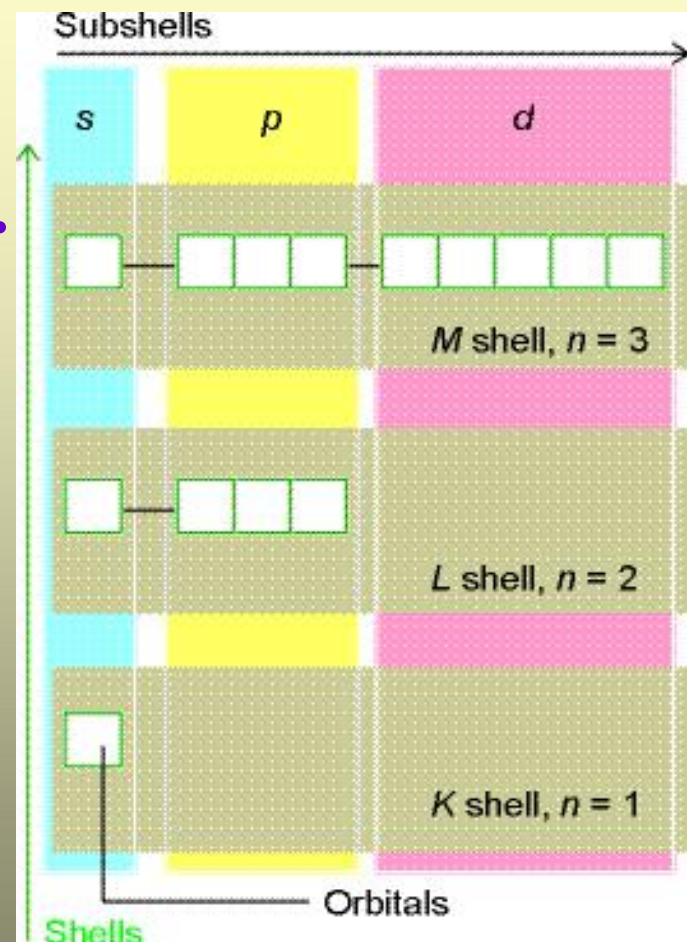 Subshells
s p d
M shell, n = 3
L shell, n = 2
K shell, n = 1
Orbitals
Shells